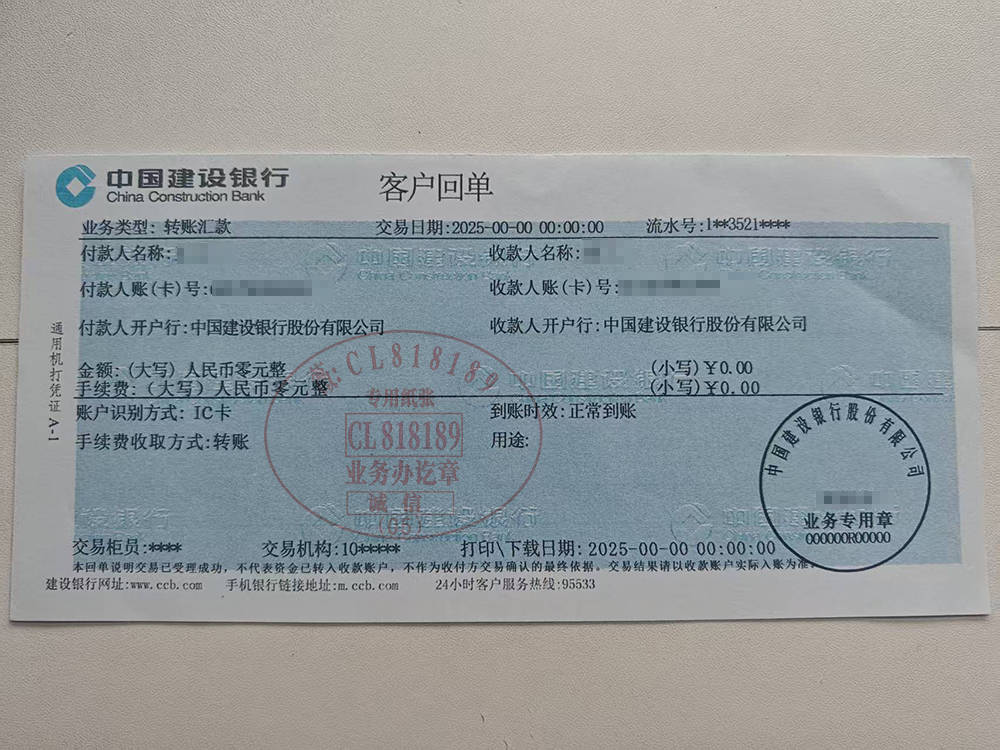 中国建设银行
China Construction Bank
客户回单
业务类型: 转账汇款 交易日期:2025-00-00 00:00:00 流水号:1**3521****
付款人名称: 收款人名称:
付款人账(卡)号: 收款人账(卡)号:
付款人开户行:中国建设银行股份有限公司 收款人开户行:中国建设银行股份有限公司
金额: (大写) 人民币零元整 (小写)￥0.00
手续费: (大写) 人民币零元整 (小写)￥0.00
账户识别方式: IC卡 到账时效:正常到账
手续费收取方式:转账 用途:
通用机打凭证 A-1
CL818189
专用纸张
CL818189
业务办讫章
诚信
(05)
中国建设银行股份有限公司
业务专用章
000000R00000
交易柜员:**** 交易机构:10***** 打印\下载日期: 2025-00-00 00:00:00
本回单说明交易已受理成功，不代表资金已转入收款账户，不作为收付方交易确认的最终依据。交易结果请以收款账户实际入账为准。
建设银行网址:www.ccb.com 手机银行链接地址:m.ccb.com 24小时客户服务热线:95533